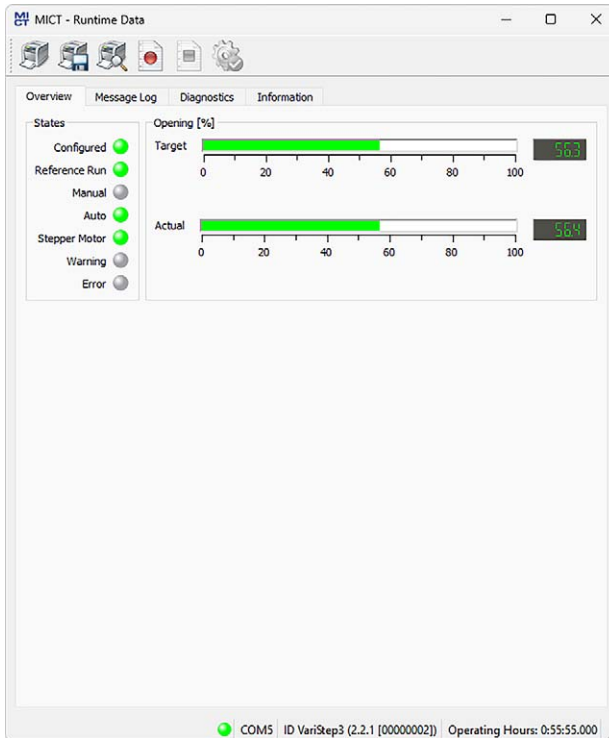 MICT MICT - Runtime Data
Overview Message Log Diagnostics Information
States
Configured
Reference Run
Manual
Auto
Stepper Motor
Warning
Error
Opening [%]
Target 56.3
0 20 40 60 80 100
Actual 56.4
0 20 40 60 80 100
COM5 ID VariStep3 (2.2.1 [00000002]) Operating Hours: 0:55:55.000